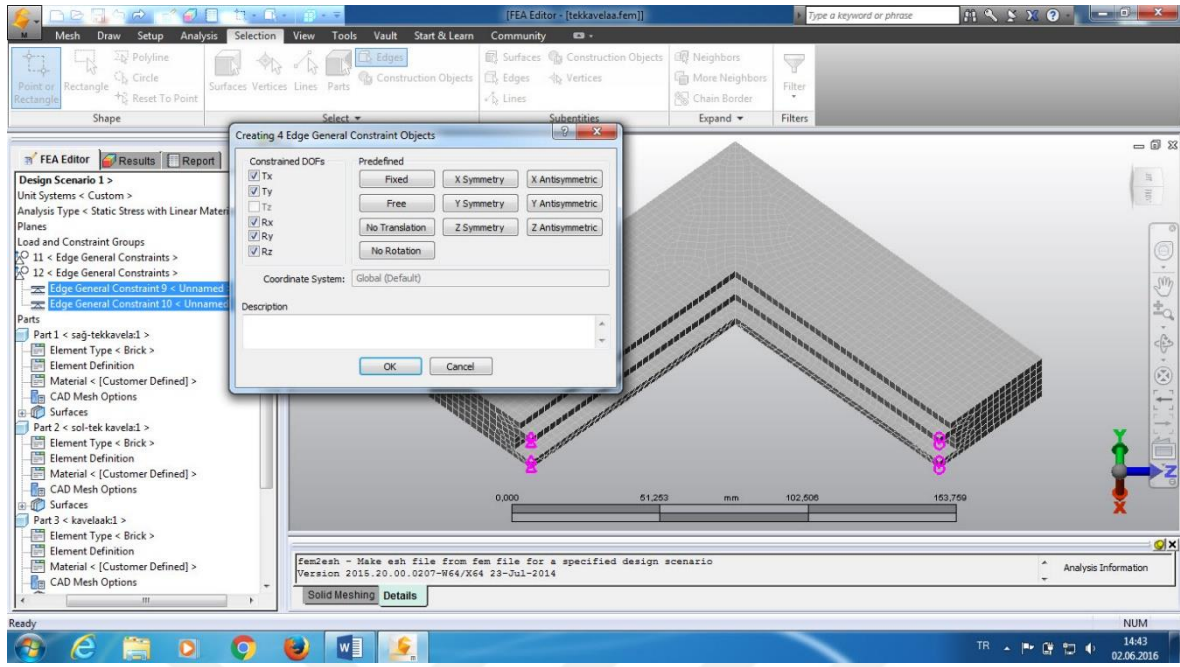 [FEA Editor - [tekkavelaa.fem]]
Type a keyword or phrase
M
Mesh Draw Setup Analysis Selection View Tools Vault Start & Learn Community
Point or Rectangle
Rectangle
Polyline
Circle
Reset To Point
Shape
Surfaces Vertices Lines Parts
Edges
Construction Objects
Select
Surfaces Construction Objects
Edges Vertices
Lines
Subentities
Neighbors
More Neighbors
Chain Border
Expand
Filter
Filters
FEA Editor Results Report
Design Scenario 1 >
Unit Systems < Custom >
Analysis Type < Static Stress with Linear Materi
Planes
Load and Constraint Groups
11 < Edge General Constraints >
12 < Edge General Constraints >
Edge General Constraint 9 < Unnamed
Edge General Constraint 10 < Unnamed
Parts
Part 1 < sağ-tekkavela:1 >
Element Type < Brick >
Element Definition
Material < [Customer Defined] >
CAD Mesh Options
Surfaces
Part 2 < sol-tek kavela:1 >
Element Type < Brick >
Element Definition
Material < [Customer Defined] >
CAD Mesh Options
Surfaces
Part 3 < kavelaak:1 >
Element Type < Brick >
Element Definition
Material < [Customer Defined] >
CAD Mesh Options
Creating 4 Edge General Constraint Objects
Constrained DOFs
Tx
Ty
Tz
Rx
Ry
Rz
Predefined
Fixed X Symmetry X Antisymmetric
Free Y Symmetry Y Antisymmetric
No Translation Z Symmetry Z Antisymmetric
No Rotation
Coordinate System: Global (Default)
Description
OK Cancel
0,000 51,253 mm 102,506 153,759
Y
Z
X
fem2esh - Make esh file from fem file for a specified design scenario
Version 2015.20.00.0207-W64/X64 23-Jul-2014
Analysis Information
Solid Meshing Details
Ready
NUM
TR
14:43
02.06.2016